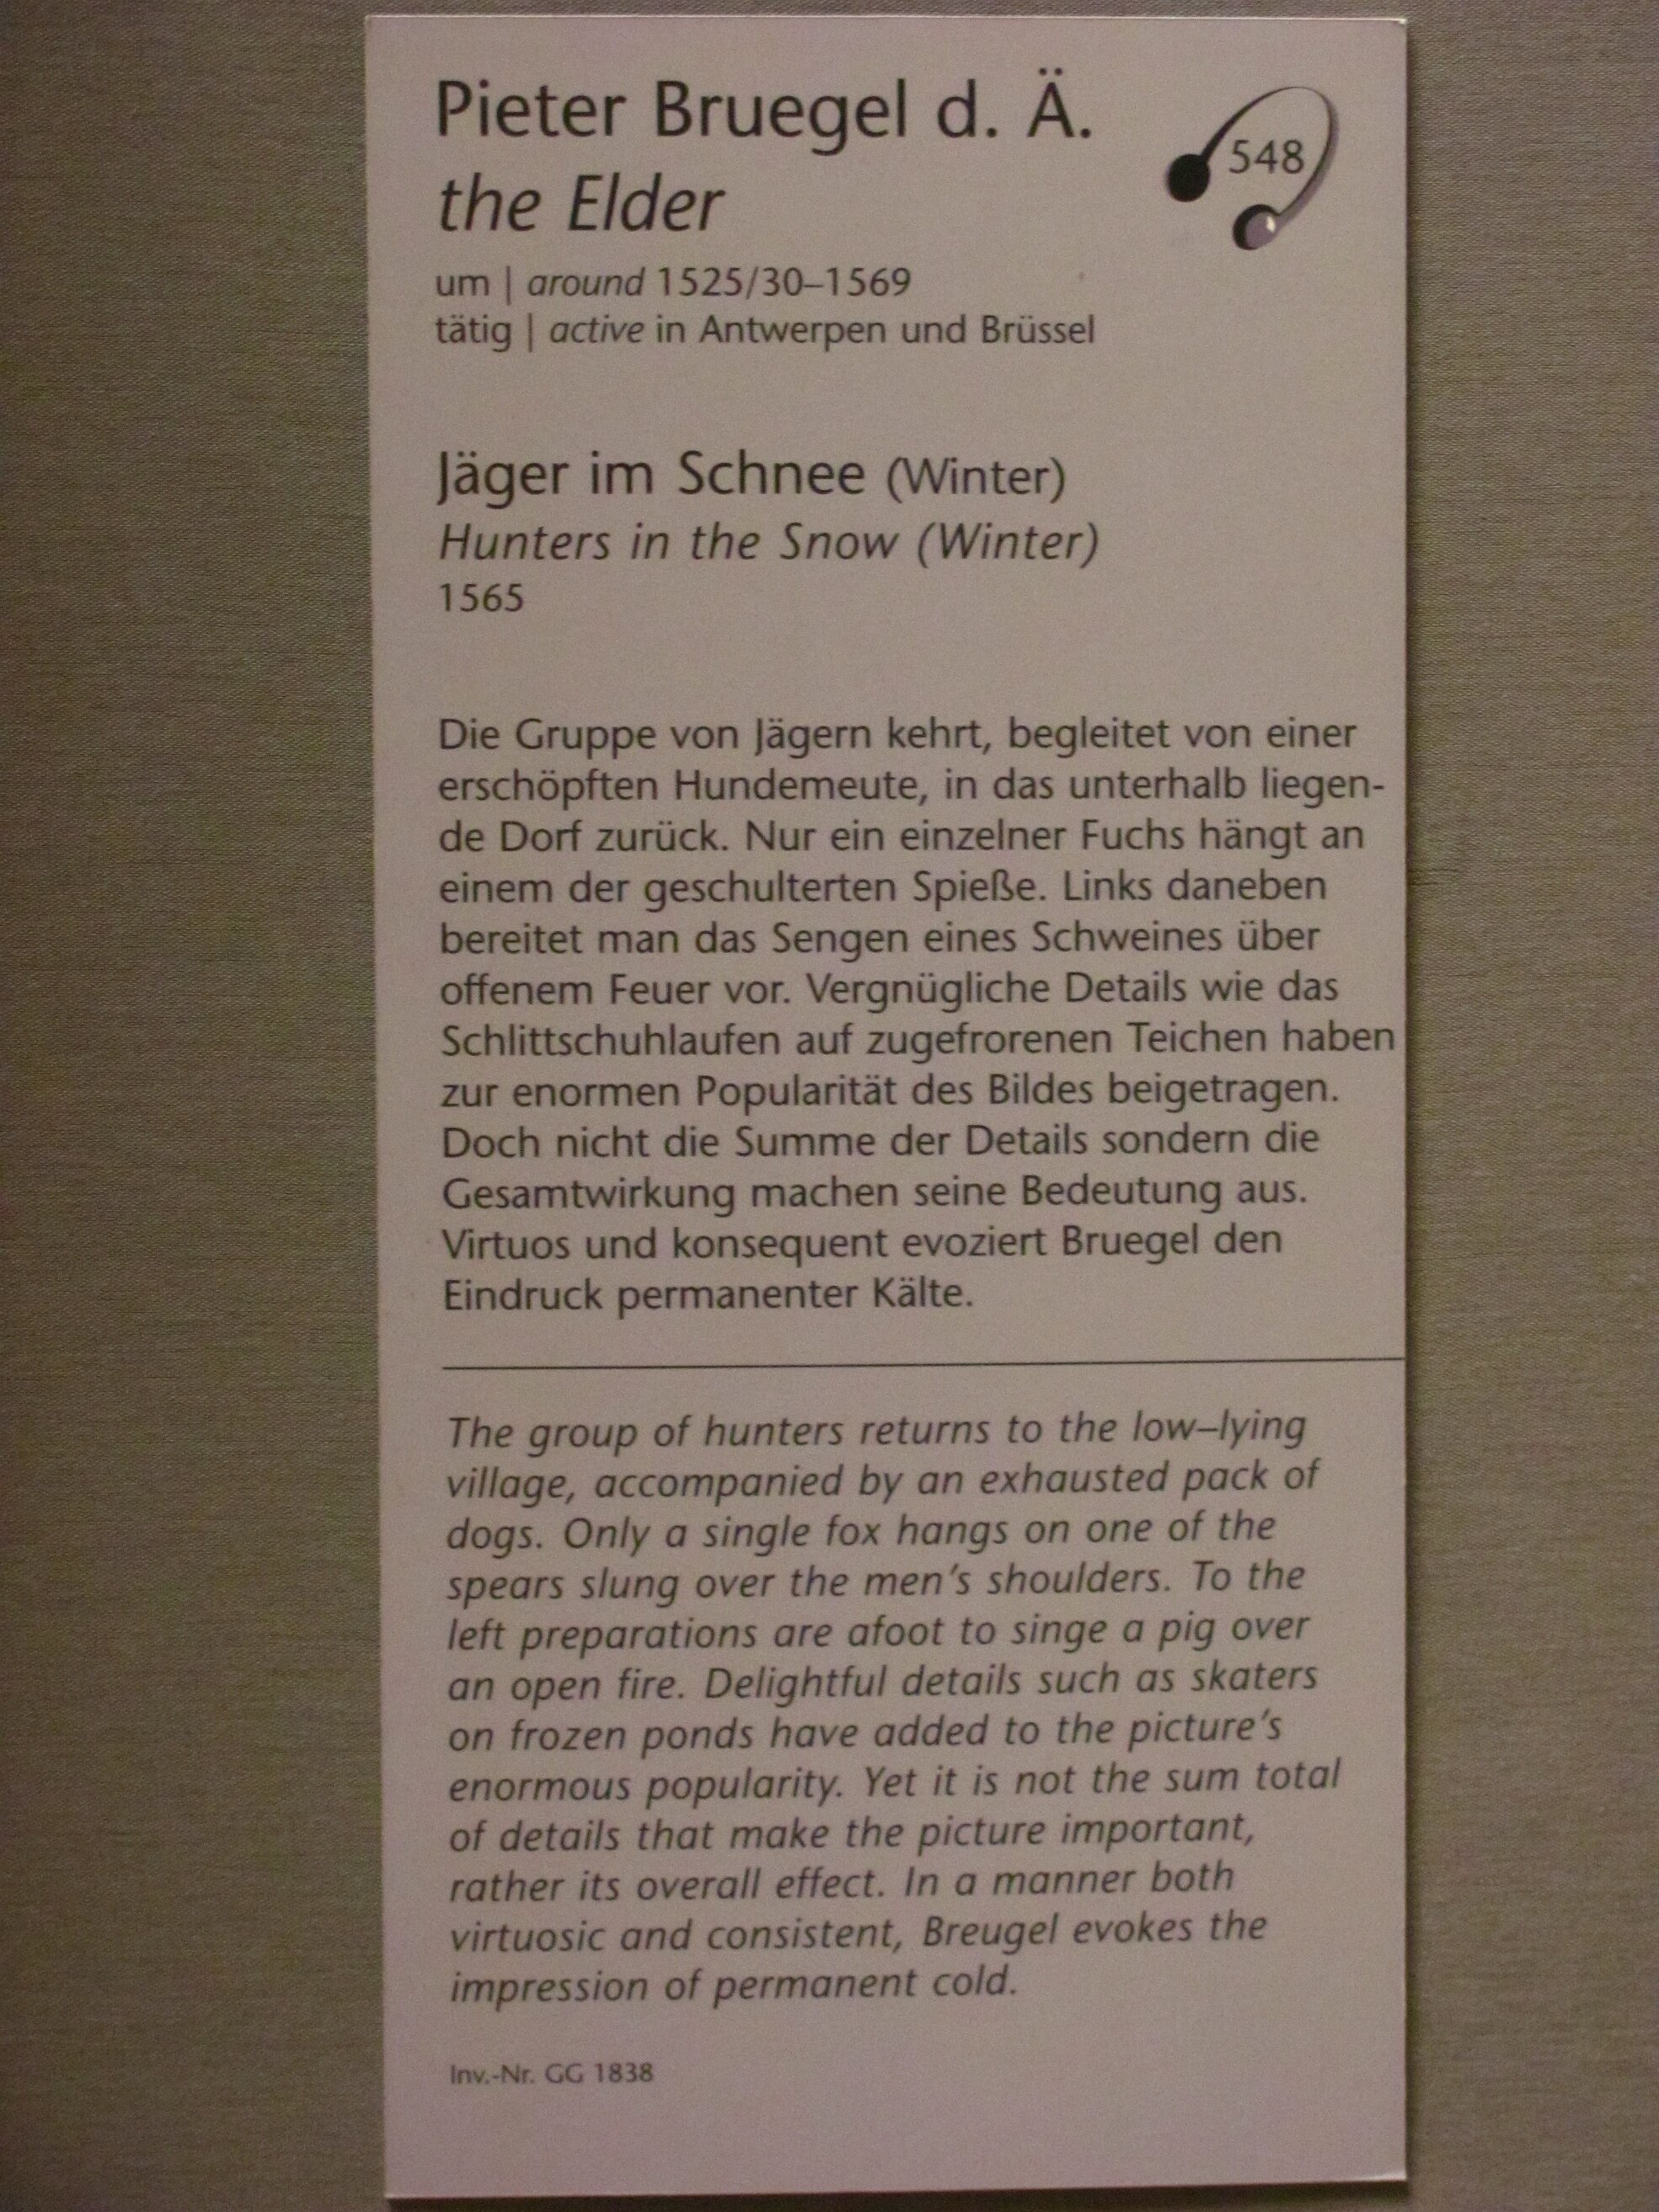 Pieter Bruegel d. Ä.
the Elder
548
um | around 1525/30–1569
tätig | active in Antwerpen und Brüssel
Jäger im Schnee (Winter)
Hunters in the Snow (Winter)
1565
Die Gruppe von Jägern kehrt, begleitet von einer
erschöpften Hundemeute, in das unterhalb liegen-
de Dorf zurück. Nur ein einzelner Fuchs hängt an
einem der geschulterten Spieße. Links daneben
bereitet man das Sengen eines Schweines über
offenem Feuer vor. Vergnügliche Details wie das
Schlittschuhlaufen auf zugefrorenen Teichen haben
zur enormen Popularität des Bildes beigetragen.
Doch nicht die Summe der Details sondern die
Gesamtwirkung machen seine Bedeutung aus.
Virtuos und konsequent evoziert Bruegel den
Eindruck permanenter Kälte.
The group of hunters returns to the low–lying
village, accompanied by an exhausted pack of
dogs. Only a single fox hangs on one of the
spears slung over the men's shoulders. To the
left preparations are afoot to singe a pig over
an open fire. Delightful details such as skaters
on frozen ponds have added to the picture's
enormous popularity. Yet it is not the sum total
of details that make the picture important,
rather its overall effect. In a manner both
virtuosic and consistent, Breugel evokes the
impression of permanent cold.
Inv.-Nr. GG 1838